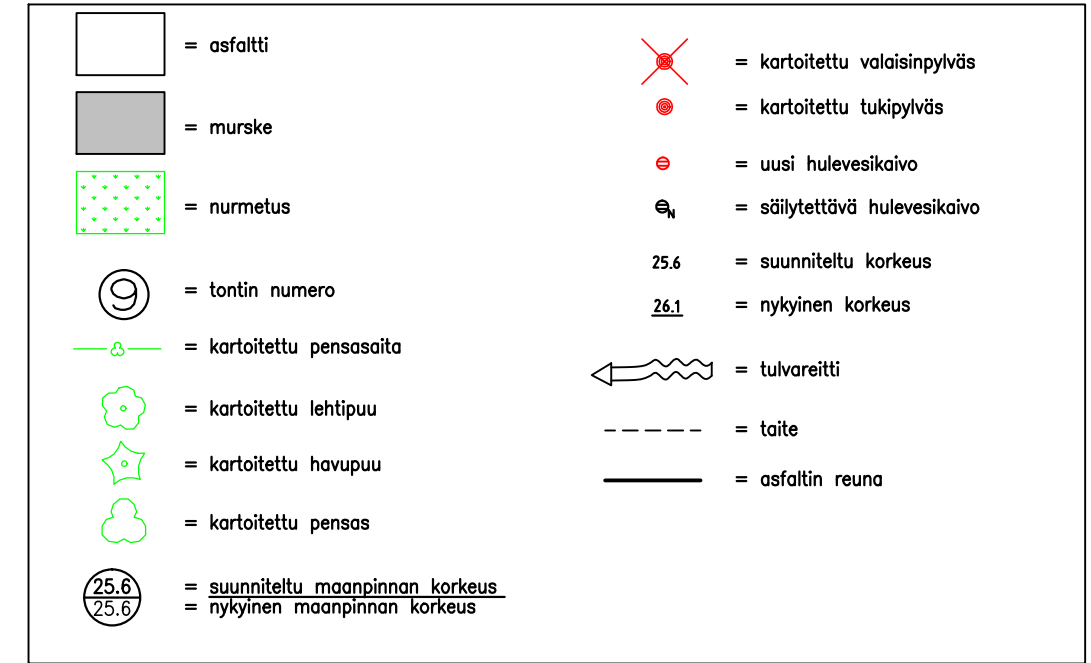 = asfaltti
= murske
= nurmetus
9 = tontin numero
= kartoitettu pensasaita
= kartoitettu lehtipuu
= kartoitettu havupuu
= kartoitettu pensas
25.6 = suunniteltu maanpinnan korkeus
25.6 = nykyinen maanpinnan korkeus
= kartoitettu valaisinpylväs
= kartoitettu tukipylväs
= uusi hulevesikaivo
N = säilytettävä hulevesikaivo
25.6 = suunniteltu korkeus
26.1 = nykyinen korkeus
= tulvareitti
= taite
= asfaltin reuna